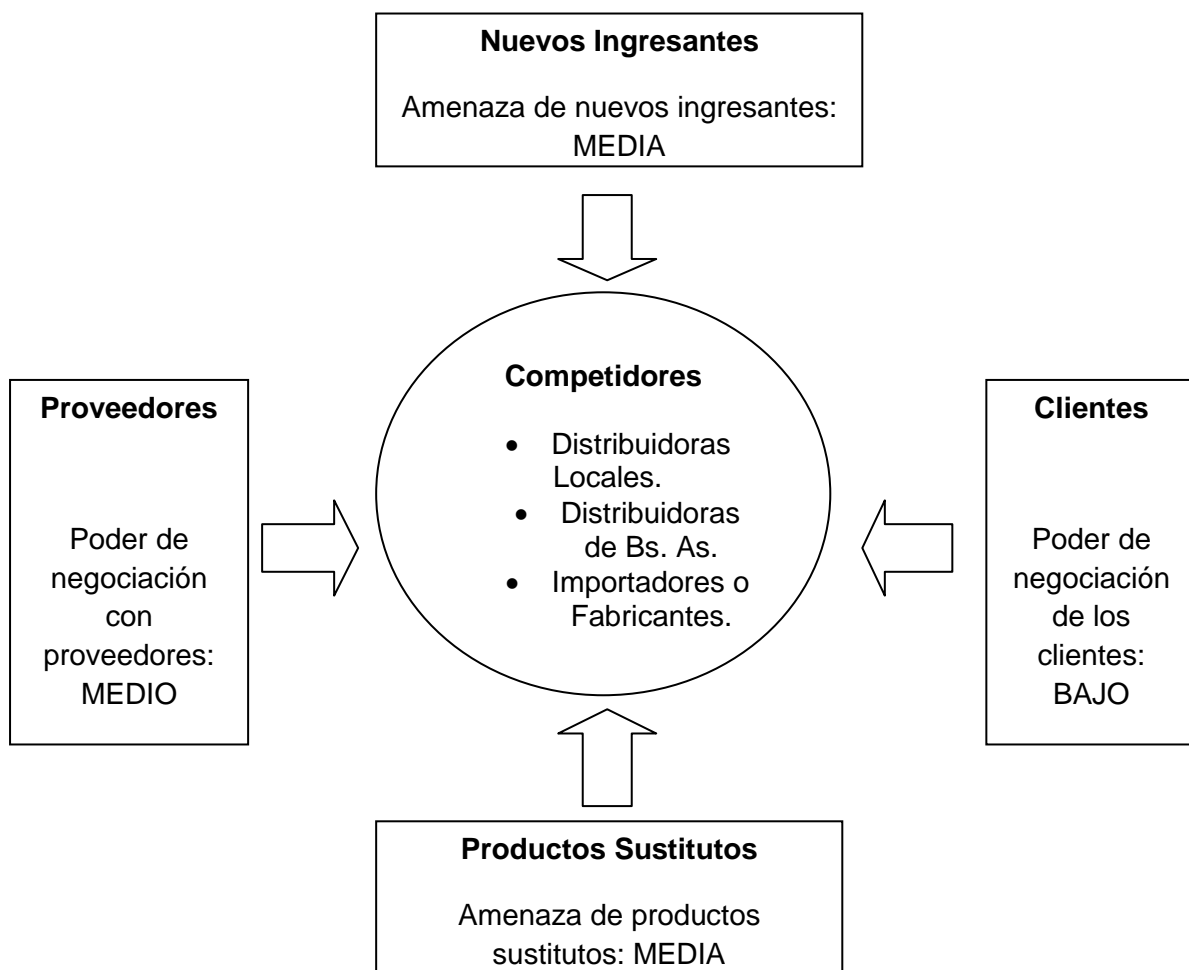 Nuevos Ingresantes
Amenaza de nuevos ingresantes:
MEDIA
Proveedores
Poder de
negociación
con
proveedores:
MEDIO
Competidores
• Distribuidoras
Locales.
• Distribuidoras
de Bs. As.
• Importadores o
Fabricantes.
Clientes
Poder de
negociación
de los
clientes:
BAJO
Productos Sustitutos
Amenaza de productos
sustitutos: MEDIA